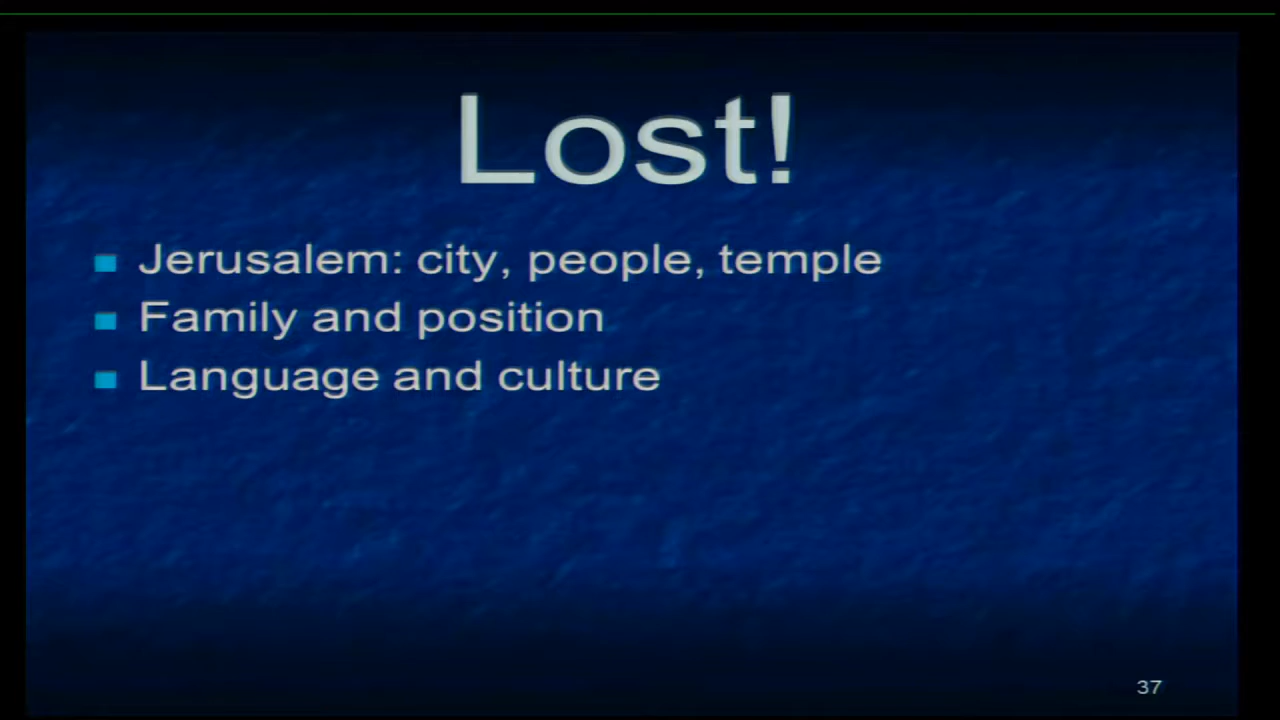 Lost!
Jerusalem: city, people, temple
Family and position
Language and culture
37